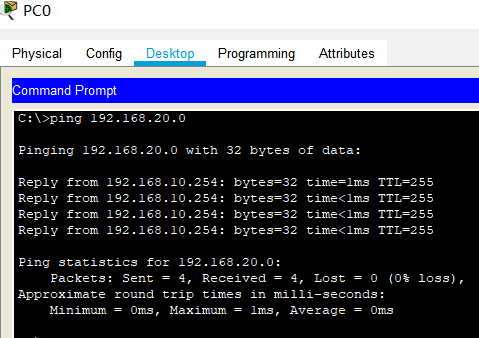 PC0
Physical Config Desktop Programming Attributes
Command Prompt
C:\>ping 192.168.20.0
Pinging 192.168.20.0 with 32 bytes of data:
Reply from 192.168.10.254: bytes=32 time=1ms TTL=255
Reply from 192.168.10.254: bytes=32 time<1ms TTL=255
Reply from 192.168.10.254: bytes=32 time<1ms TTL=255
Reply from 192.168.10.254: bytes=32 time<1ms TTL=255
Ping statistics for 192.168.20.0:
Packets: Sent = 4, Received = 4, Lost = 0 (0% loss),
Approximate round trip times in milli-seconds:
Minimum = 0ms, Maximum = 1ms, Average = 0ms